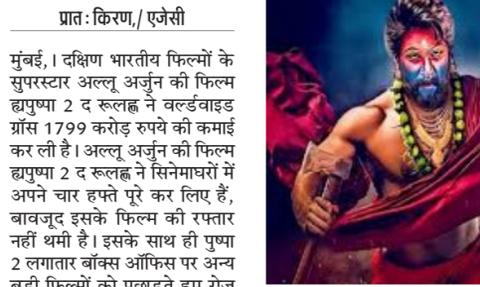 प्रात: किरण,/ एजेसी
मुंबई,। दक्षिण भारतीय फिल्मों के
सुपरस्टार अल्लू अर्जुन की फिल्म
ह्यपुष्पा 2 द रूलह्ण ने वर्ल्डवाइड
ग्रॉस 1799 करोड़ रुपये की कमाई
कर ली है। अल्लू अर्जुन की फिल्म
ह्यपुष्पा 2 द रूलह्ण ने सिनेमाघरों में
अपने चार हफ्ते पूरे कर लिए हैं,
बावजूद इसके फिल्म की रफ्तार
नहीं थमी है। इसके साथ ही पुष्पा
2 लगातार बॉक्स ऑफिस पर अन्य
बड़ी फिल्मों को पछाड़ते हुए रोज